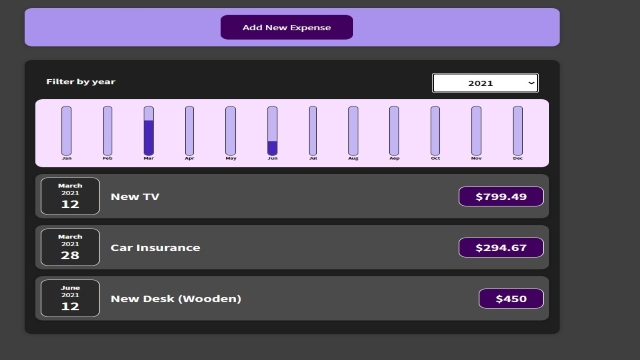 Add New Expense
Filter by year
2021
Jan Feb Mar Apr May Jun Jul Aug Aep Oct Nov Dec
March
2021
12
New TV
$799.49
March
2021
28
Car Insurance
$294.67
June
2021
12
New Desk (Wooden)
$450